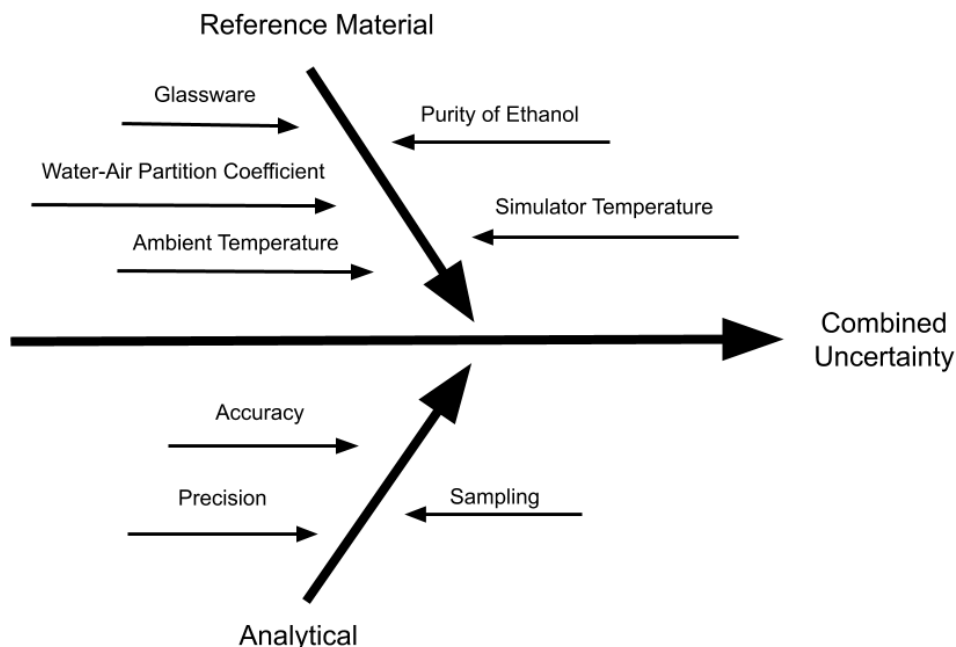 Reference Material
Glassware
Purity of Ethanol
Water-Air Partition Coefficient
Simulator Temperature
Ambient Temperature
Combined
Uncertainty
Accuracy
Precision
Sampling
Analytical